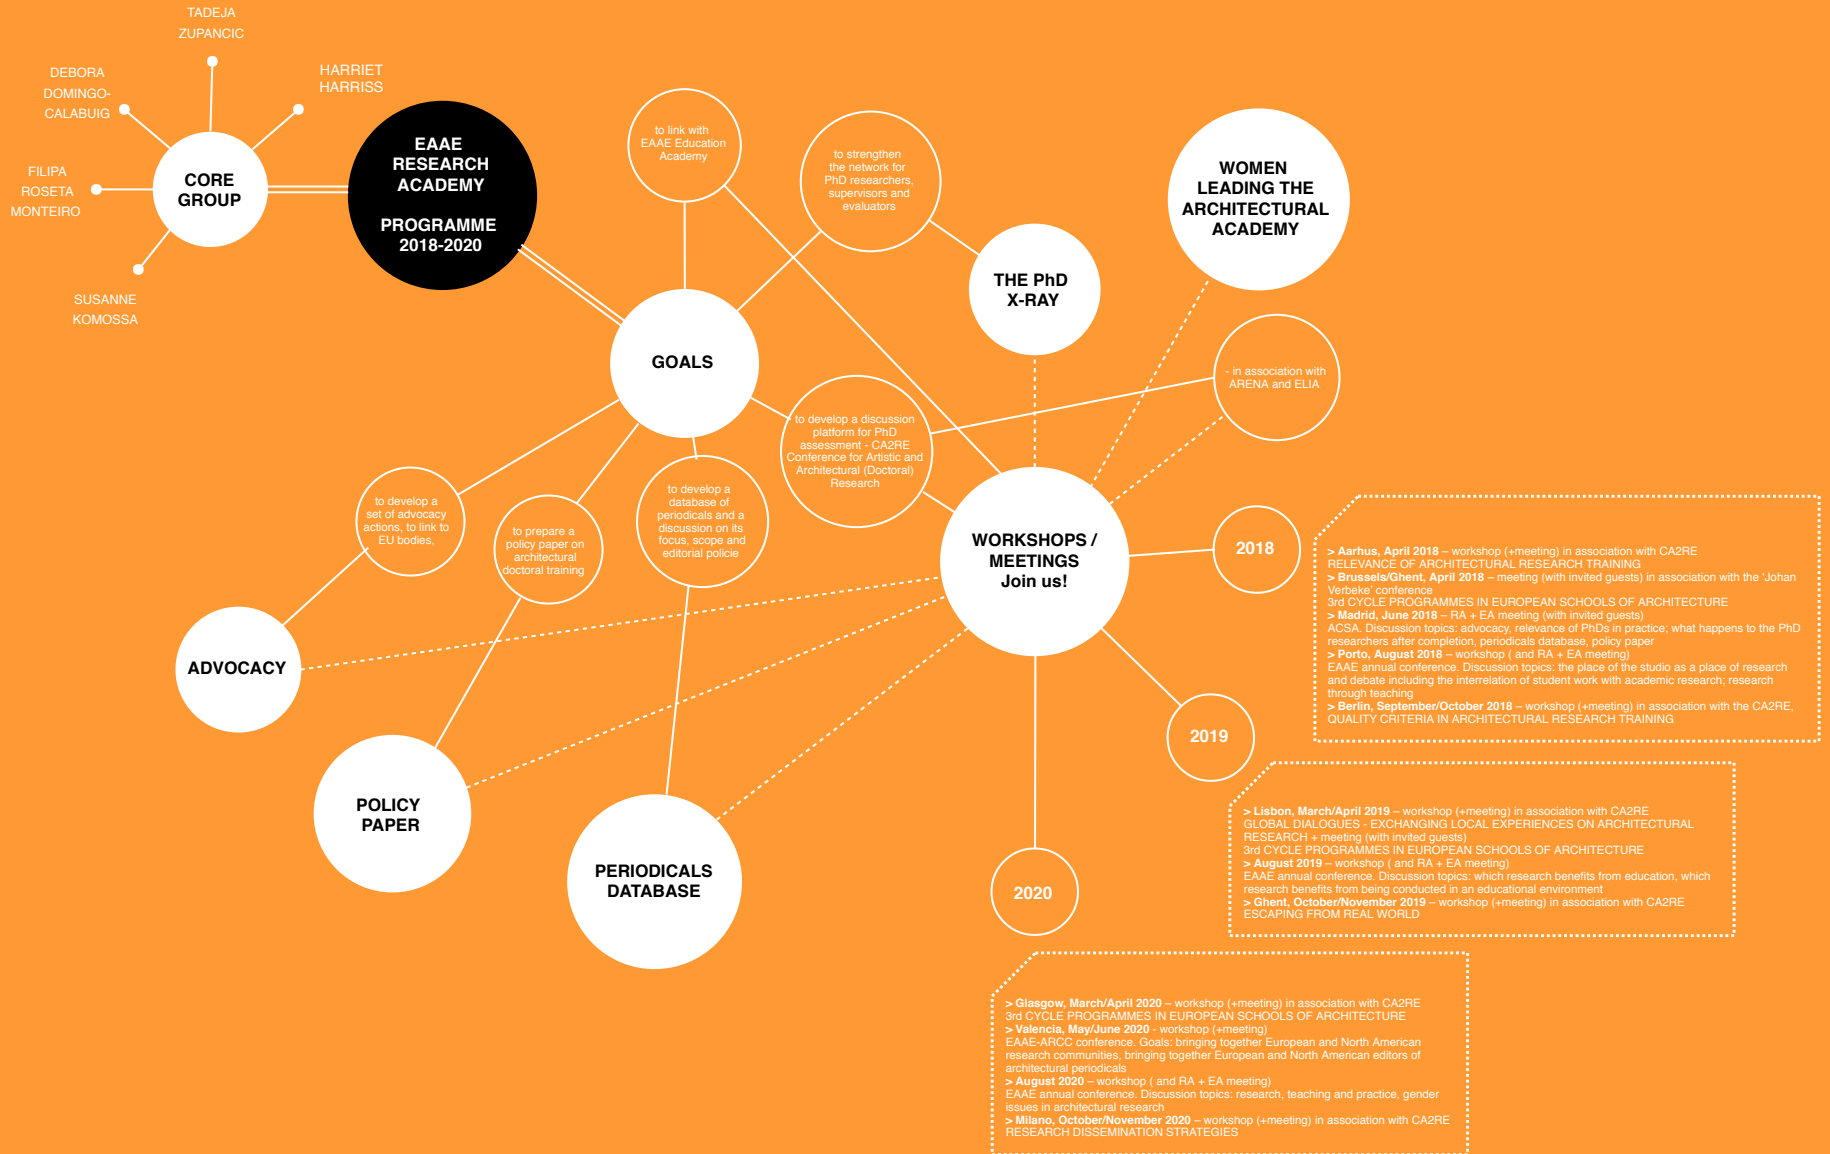 TADEJA
ZUPANCIC
DEBORA
DOMINGO-
CALABUIG
HARRIET
HARRISS
FILIPA
ROSETA
MONTEIRO
SUSANNE
KOMOSSA
CORE
GROUP
EAAE
RESEARCH
ACADEMY
PROGRAMME
2018-2020
to link with
EAAE Education
Academy
to strengthen
the network for
PhD researchers,
supervisors and
evaluators
WOMEN
LEADING THE
ARCHITECTURAL
ACADEMY
THE PhD
X-RAY
GOALS
- in association with
ARENA and ELIA
to develop a discussion
platform for PhD
assessment - CA2RE
Conference for Artistic and
Architectural (Doctoral)
Research
to develop a
set of advocacy
actions, to link to
EU bodies,
to prepare a
policy paper on
architectural
doctoral training
to develop a
database of
periodicals and a
discussion on its
focus, scope and
editorial policie
WORKSHOPS /
MEETINGS
Join us!
ADVOCACY
POLICY
PAPER
PERIODICALS
DATABASE
2018
> Aarhus, April 2018 – workshop (+meeting) in association with CA2RE
RELEVANCE OF ARCHITECTURAL RESEARCH TRAINING
> Brussels/Ghent, April 2018 – meeting (with invited guests) in association with the 'Johan
Verbeke' conference
3rd CYCLE PROGRAMMES IN EUROPEAN SCHOOLS OF ARCHITECTURE
> Madrid, June 2018 – RA + EA meeting (with invited guests)
ACSA. Discussion topics: advocacy, relevance of PhDs in practice; what happens to the PhD
researchers after completion, periodicals database, policy paper
> Porto, August 2018 – workshop ( and RA + EA meeting)
EAAE annual conference. Discussion topics: the place of the studio as a place of research
and debate including the interrelation of student work with academic research; research
through teaching
> Berlin, September/October 2018 – workshop (+meeting) in association with the CA2RE,
QUALITY CRITERIA IN ARCHITECTURAL RESEARCH TRAINING
2019
> Lisbon, March/April 2019 – workshop (+meeting) in association with CA2RE
GLOBAL DIALOGUES - EXCHANGING LOCAL EXPERIENCES ON ARCHITECTURAL
RESEARCH + meeting (with invited guests)
3rd CYCLE PROGRAMMES IN EUROPEAN SCHOOLS OF ARCHITECTURE
> August 2019 – workshop ( and RA + EA meeting)
EAAE annual conference. Discussion topics: which research benefits from education, which
research benefits from being conducted in an educational environment
> Ghent, October/November 2019 – workshop (+meeting) in association with CA2RE
ESCAPING FROM REAL WORLD
2020
> Glasgow, March/April 2020 – workshop (+meeting) in association with CA2RE
3rd CYCLE PROGRAMMES IN EUROPEAN SCHOOLS OF ARCHITECTURE
> Valencia, May/June 2020 - workshop (+meeting)
EAAE-ARCC conference. Goals: bringing together European and North American
research communities, bringing together European and North American editors of
architectural periodicals
> August 2020 – workshop ( and RA + EA meeting)
EAAE annual conference. Discussion topics: research, teaching and practice, gender
issues in architectural research
> Milano, October/November 2020 – workshop (+meeting) in association with CA2RE
RESEARCH DISSEMINATION STRATEGIES